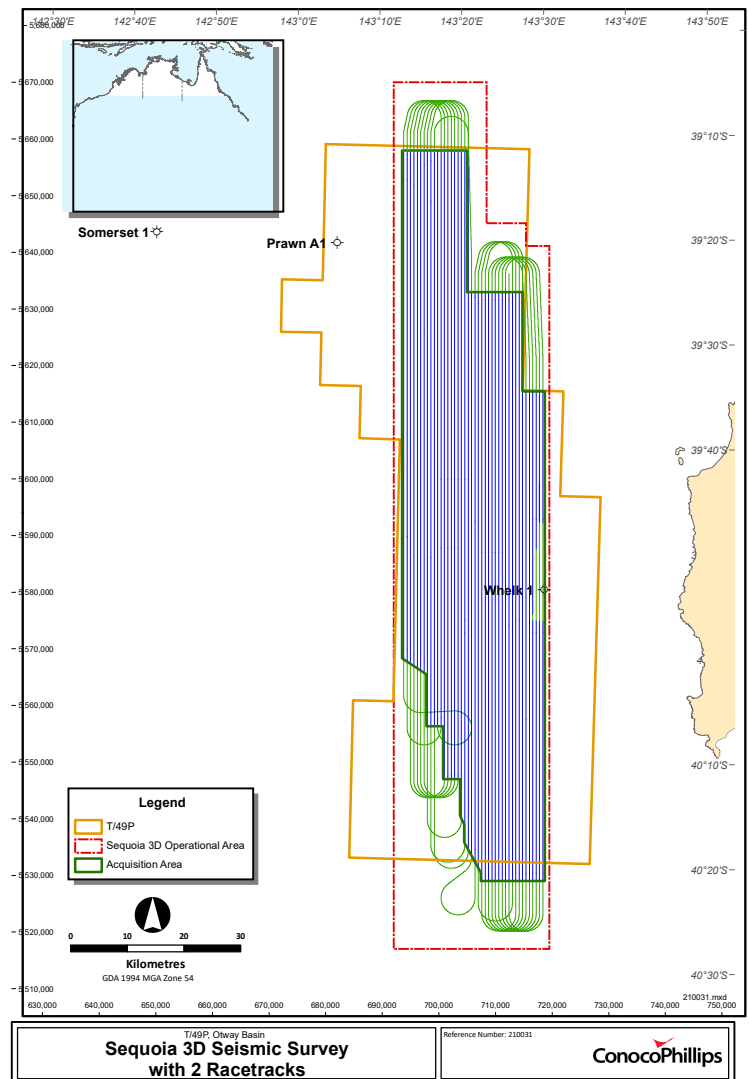 142°30'E
142°40'E
142°50'E
143°0'E
143°10'E
143°20'E
143°30'E
143°40'E
143°50'E
5,680,000
5,670,000
5,660,000
5,650,000
5,640,000
5,630,000
5,620,000
5,610,000
5,600,000
5,590,000
5,580,000
5,570,000
5,560,000
5,550,000
5,540,000
5,530,000
5,520,000
5,510,000
39°10'S
39°20'S
39°30'S
39°40'S
40°10'S
40°20'S
40°30'S
Somerset 1
Prawn A1
Whelk 1
Legend
T/49P
Sequoia 3D Operational Area
Acquisition Area
0 10 20 30
Kilometres
GDA 1994 MGA Zone 54
210031.mxd
630,000 640,000 650,000 660,000 670,000 680,000 690,000 700,000 710,000 720,000 730,000 740,000 750,000
T/49P, Otway Basin
Sequoia 3D Seismic Survey
with 2 Racetracks
Reference Number: 210031
ConocoPhillips